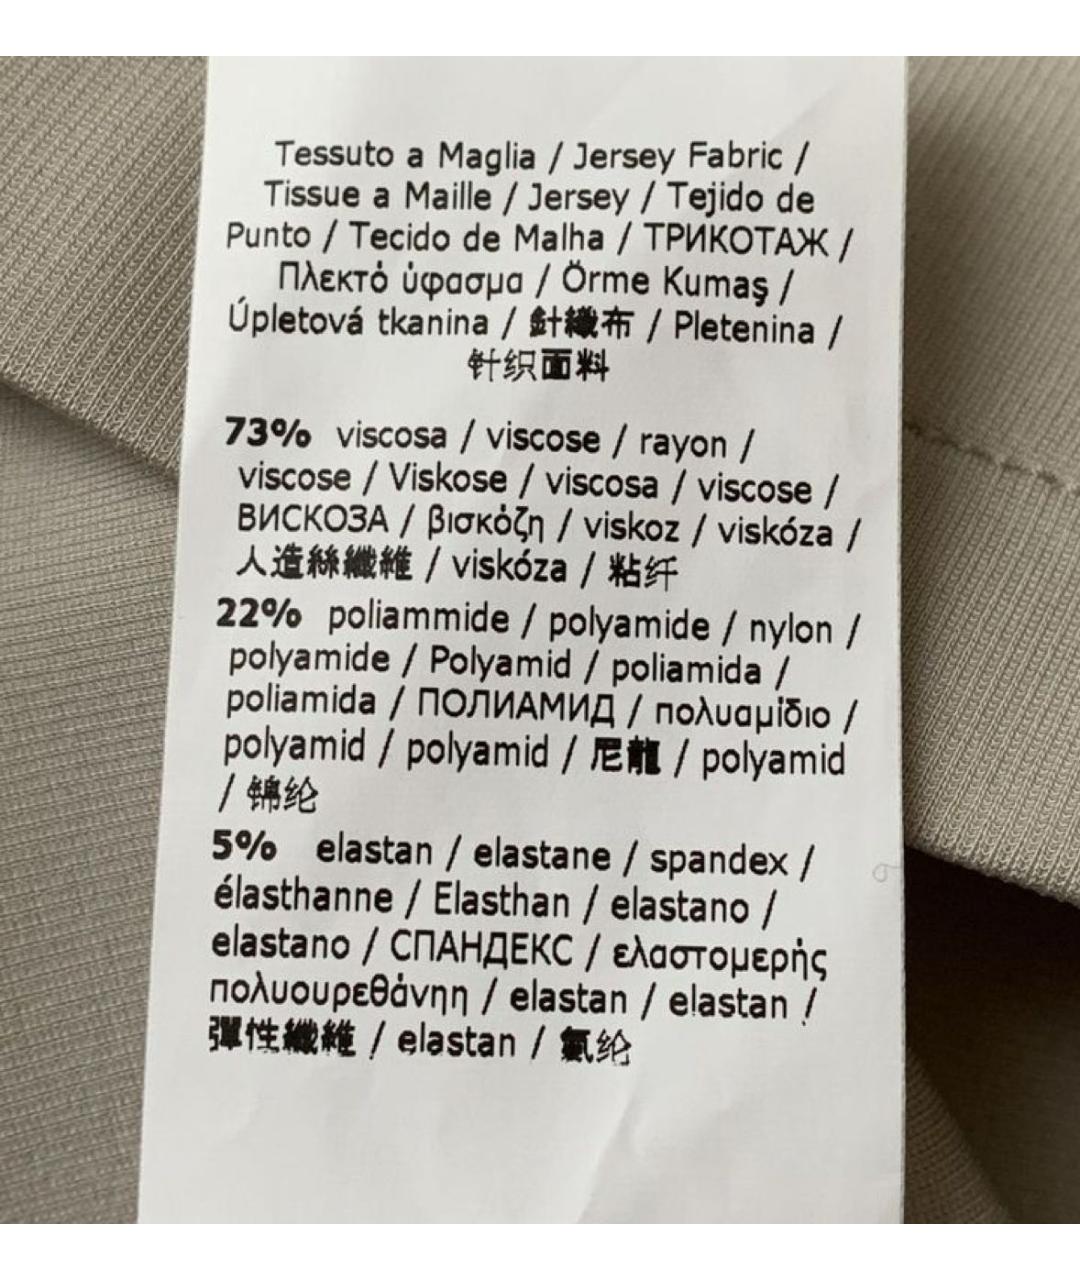 Tessuto a Maglia / Jersey Fabric /
Tissue a Maille / Jersey / Tejido de
Punto / Tecido de Malha / ТРИКОТАЖ /
Πλεκτό ύφασμα / Örme Kumaş /
Úpletová tkanina / 針織布 / Pletenina /
针织面料
73% viscosa / viscose / rayon /
viscose / Viskose / viscosa / viscose /
ВИСКОЗА / βισκόζη / viskoz / viskóza /
人造絲纖維 / viskóza / 粘纤
22% poliammide / polyamide / nylon /
polyamide / Polyamid / poliamida /
poliamida / ПОЛИАМИД / πολυαμίδιο /
polyamid / polyamid / 尼龍 / polyamid
/ 锦纶
5% elastan / elastane / spandex /
élasthanne / Elasthan / elastano /
elastano / СПАНДЕКС / ελαστομερής
πολυουρεθάνηη / elastan / elastan /
彈性纖維 / elastan / 氨纶